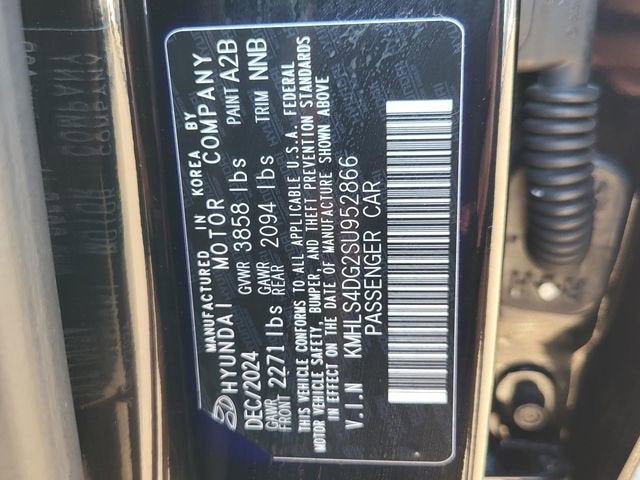 MANUFACTURED IN KOREA BY
HYUNDAI MOTOR COMPANY
DEC/2024 GVWR 3858 lbs PAINT A2B
GAWR FRONT 2271 lbs GAWR REAR 2094 lbs TRIM NNB
THIS VEHICLE CONFORMS TO ALL APPLICABLE U.S.A. FEDERAL
MOTOR VEHICLE SAFETY, BUMPER, AND THEFT PREVENTION STANDARDS
IN EFFECT ON THE DATE OF MANUFACTURE SHOWN ABOVE
V.I.N KMHLS4DG2SU952866
PASSENGER CAR